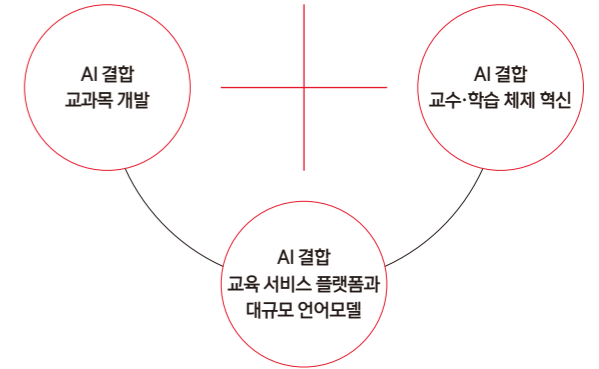 AI 결합
교과목 개발
AI 결합
교수·학습 체제 혁신
AI 결합
교육 서비스 플랫폼과
대규모 언어모델